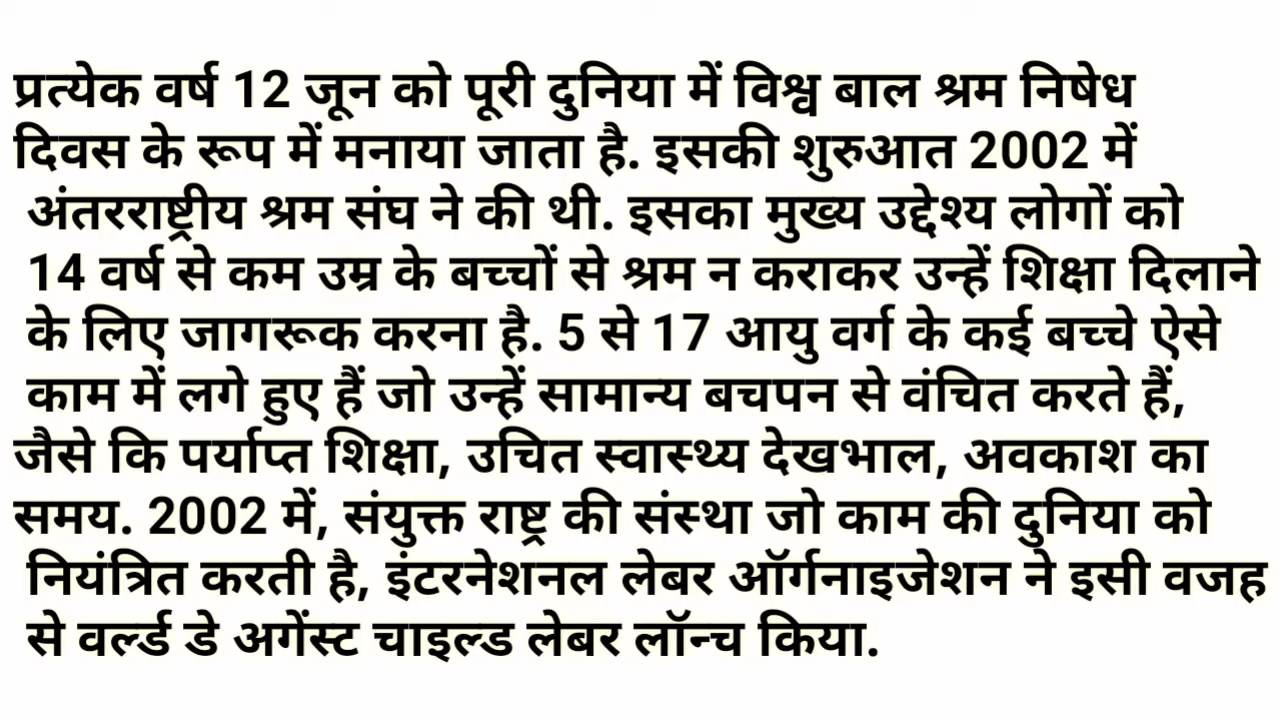 प्रत्येक वर्ष 12 जून को पूरी दुनिया में विश्व बाल श्रम निषेध
दिवस के रूप में मनाया जाता है. इसकी शुरुआत 2002 में
अंतरराष्ट्रीय श्रम संघ ने की थी. इसका मुख्य उद्देश्य लोगों को
14 वर्ष से कम उम्र के बच्चों से श्रम न कराकर उन्हें शिक्षा दिलाने
के लिए जागरूक करना है. 5 से 17 आयु वर्ग के कई बच्चे ऐसे
काम में लगे हुए हैं जो उन्हें सामान्य बचपन से वंचित करते हैं,
जैसे कि पर्याप्त शिक्षा, उचित स्वास्थ्य देखभाल, अवकाश का
समय. 2002 में, संयुक्त राष्ट्र की संस्था जो काम की दुनिया को
नियंत्रित करती है, इंटरनेशनल लेबर ऑर्गनाइजेशन ने इसी वजह
से वर्ल्ड डे अगेंस्ट चाइल्ड लेबर लॉन्च किया.